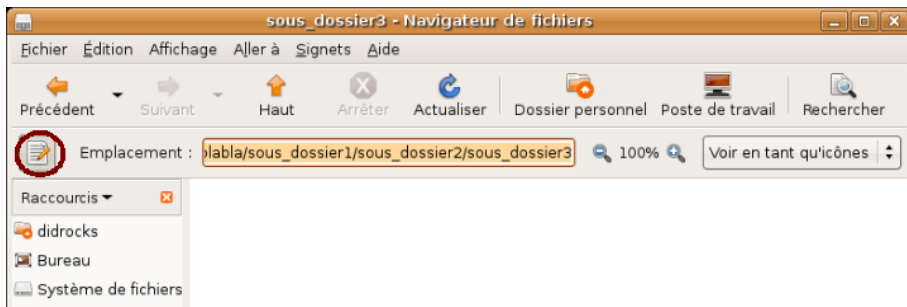 sous_dossier3 - Navigateur de fichiers
Fichier Édition Affichage Aller à Signets Aide
Précédent Suivant Haut Arrêter Actualiser Dossier personnel Poste de travail Rechercher
Emplacement : blabla/sous_dossier1/sous_dossier2/sous_dossier3 100% Voir en tant qu'icônes
Raccourcis
didrocks
Bureau
Système de fichiers